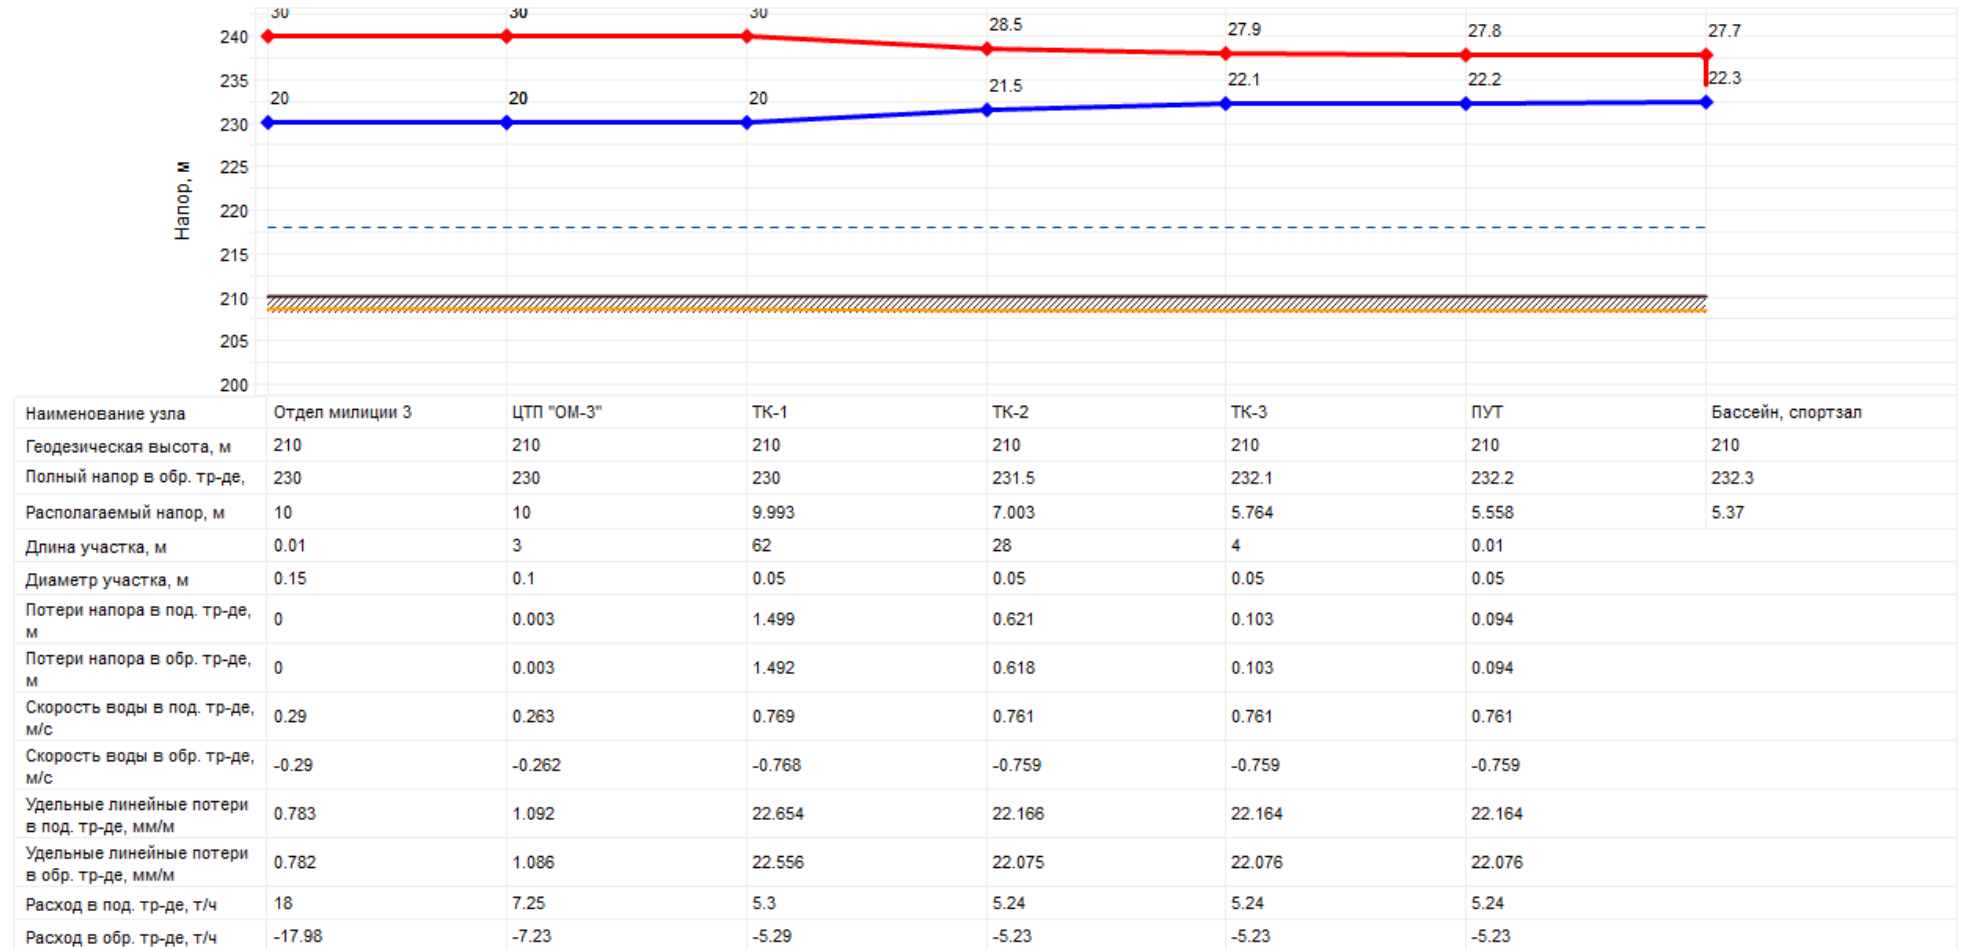 30 30 30
28.5 27.9 27.8 27.7
240
235
20 20 20 21.5 22.1 22.2 22.3
230
225
220
215
210
205
200
Напор, м
Наименование узла Отдел милиции 3 ЦТП "ОМ-3" ТК-1 ТК-2 ТК-3 ПУТ Бассейн, спортзал
Геодезическая высота, м 210 210 210 210 210 210 210
Полный напор в обр. тр-де, 230 230 230 231.5 232.1 232.2 232.3
Располагаемый напор, м 10 10 9.993 7.003 5.764 5.558 5.37
Длина участка, м 0.01 3 62 28 4 0.01
Диаметр участка, м 0.15 0.1 0.05 0.05 0.05 0.05
Потери напора в под. тр-де,
м 0 0.003 1.499 0.621 0.103 0.094
Потери напора в обр. тр-де,
м 0 0.003 1.492 0.618 0.103 0.094
Скорость воды в под. тр-де,
м/с 0.29 0.263 0.769 0.761 0.761 0.761
Скорость воды в обр. тр-де,
м/с -0.29 -0.262 -0.768 -0.759 -0.759 -0.759
Удельные линейные потери
в под. тр-де, мм/м 0.783 1.092 22.654 22.166 22.164 22.164
Удельные линейные потери
в обр. тр-де, мм/м 0.782 1.086 22.556 22.075 22.076 22.076
Расход в под. тр-де, т/ч 18 7.25 5.3 5.24 5.24 5.24
Расход в обр. тр-де, т/ч -17.98 -7.23 -5.29 -5.23 -5.23 -5.23